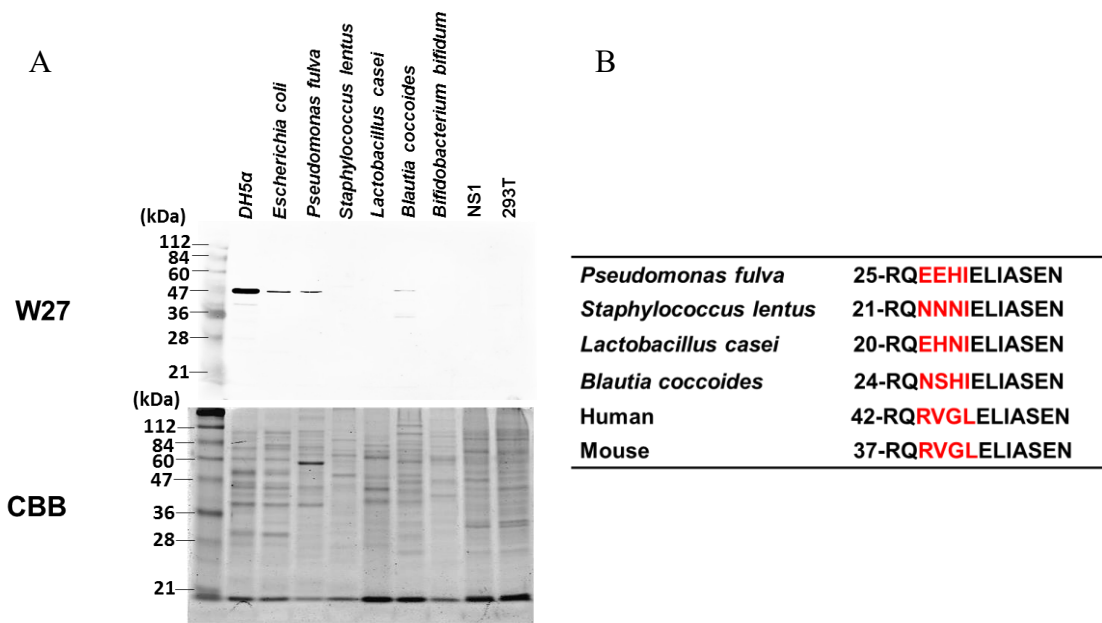 A
B
DH5α
Escherichia coli
Pseudomonas fulva
Staphylococcus lentus
Lactobacillus casei
Blautia coccoides
Bifidobacterium bifidum
NS1
293T
(kDa)
112
84
60
47
36
28
21
W27
(kDa)
112
84
60
47
36
28
21
CBB
Pseudomonas fulva 25-RQEEHIELIASEN
Staphylococcus lentus 21-RQNNNIELIASEN
Lactobacillus casei 20-RQEHNIELIASEN
Blautia coccoides 24-RQNSHIELIASEN
Human 42-RQRVGLELIASEN
Mouse 37-RQRVGLELIASEN